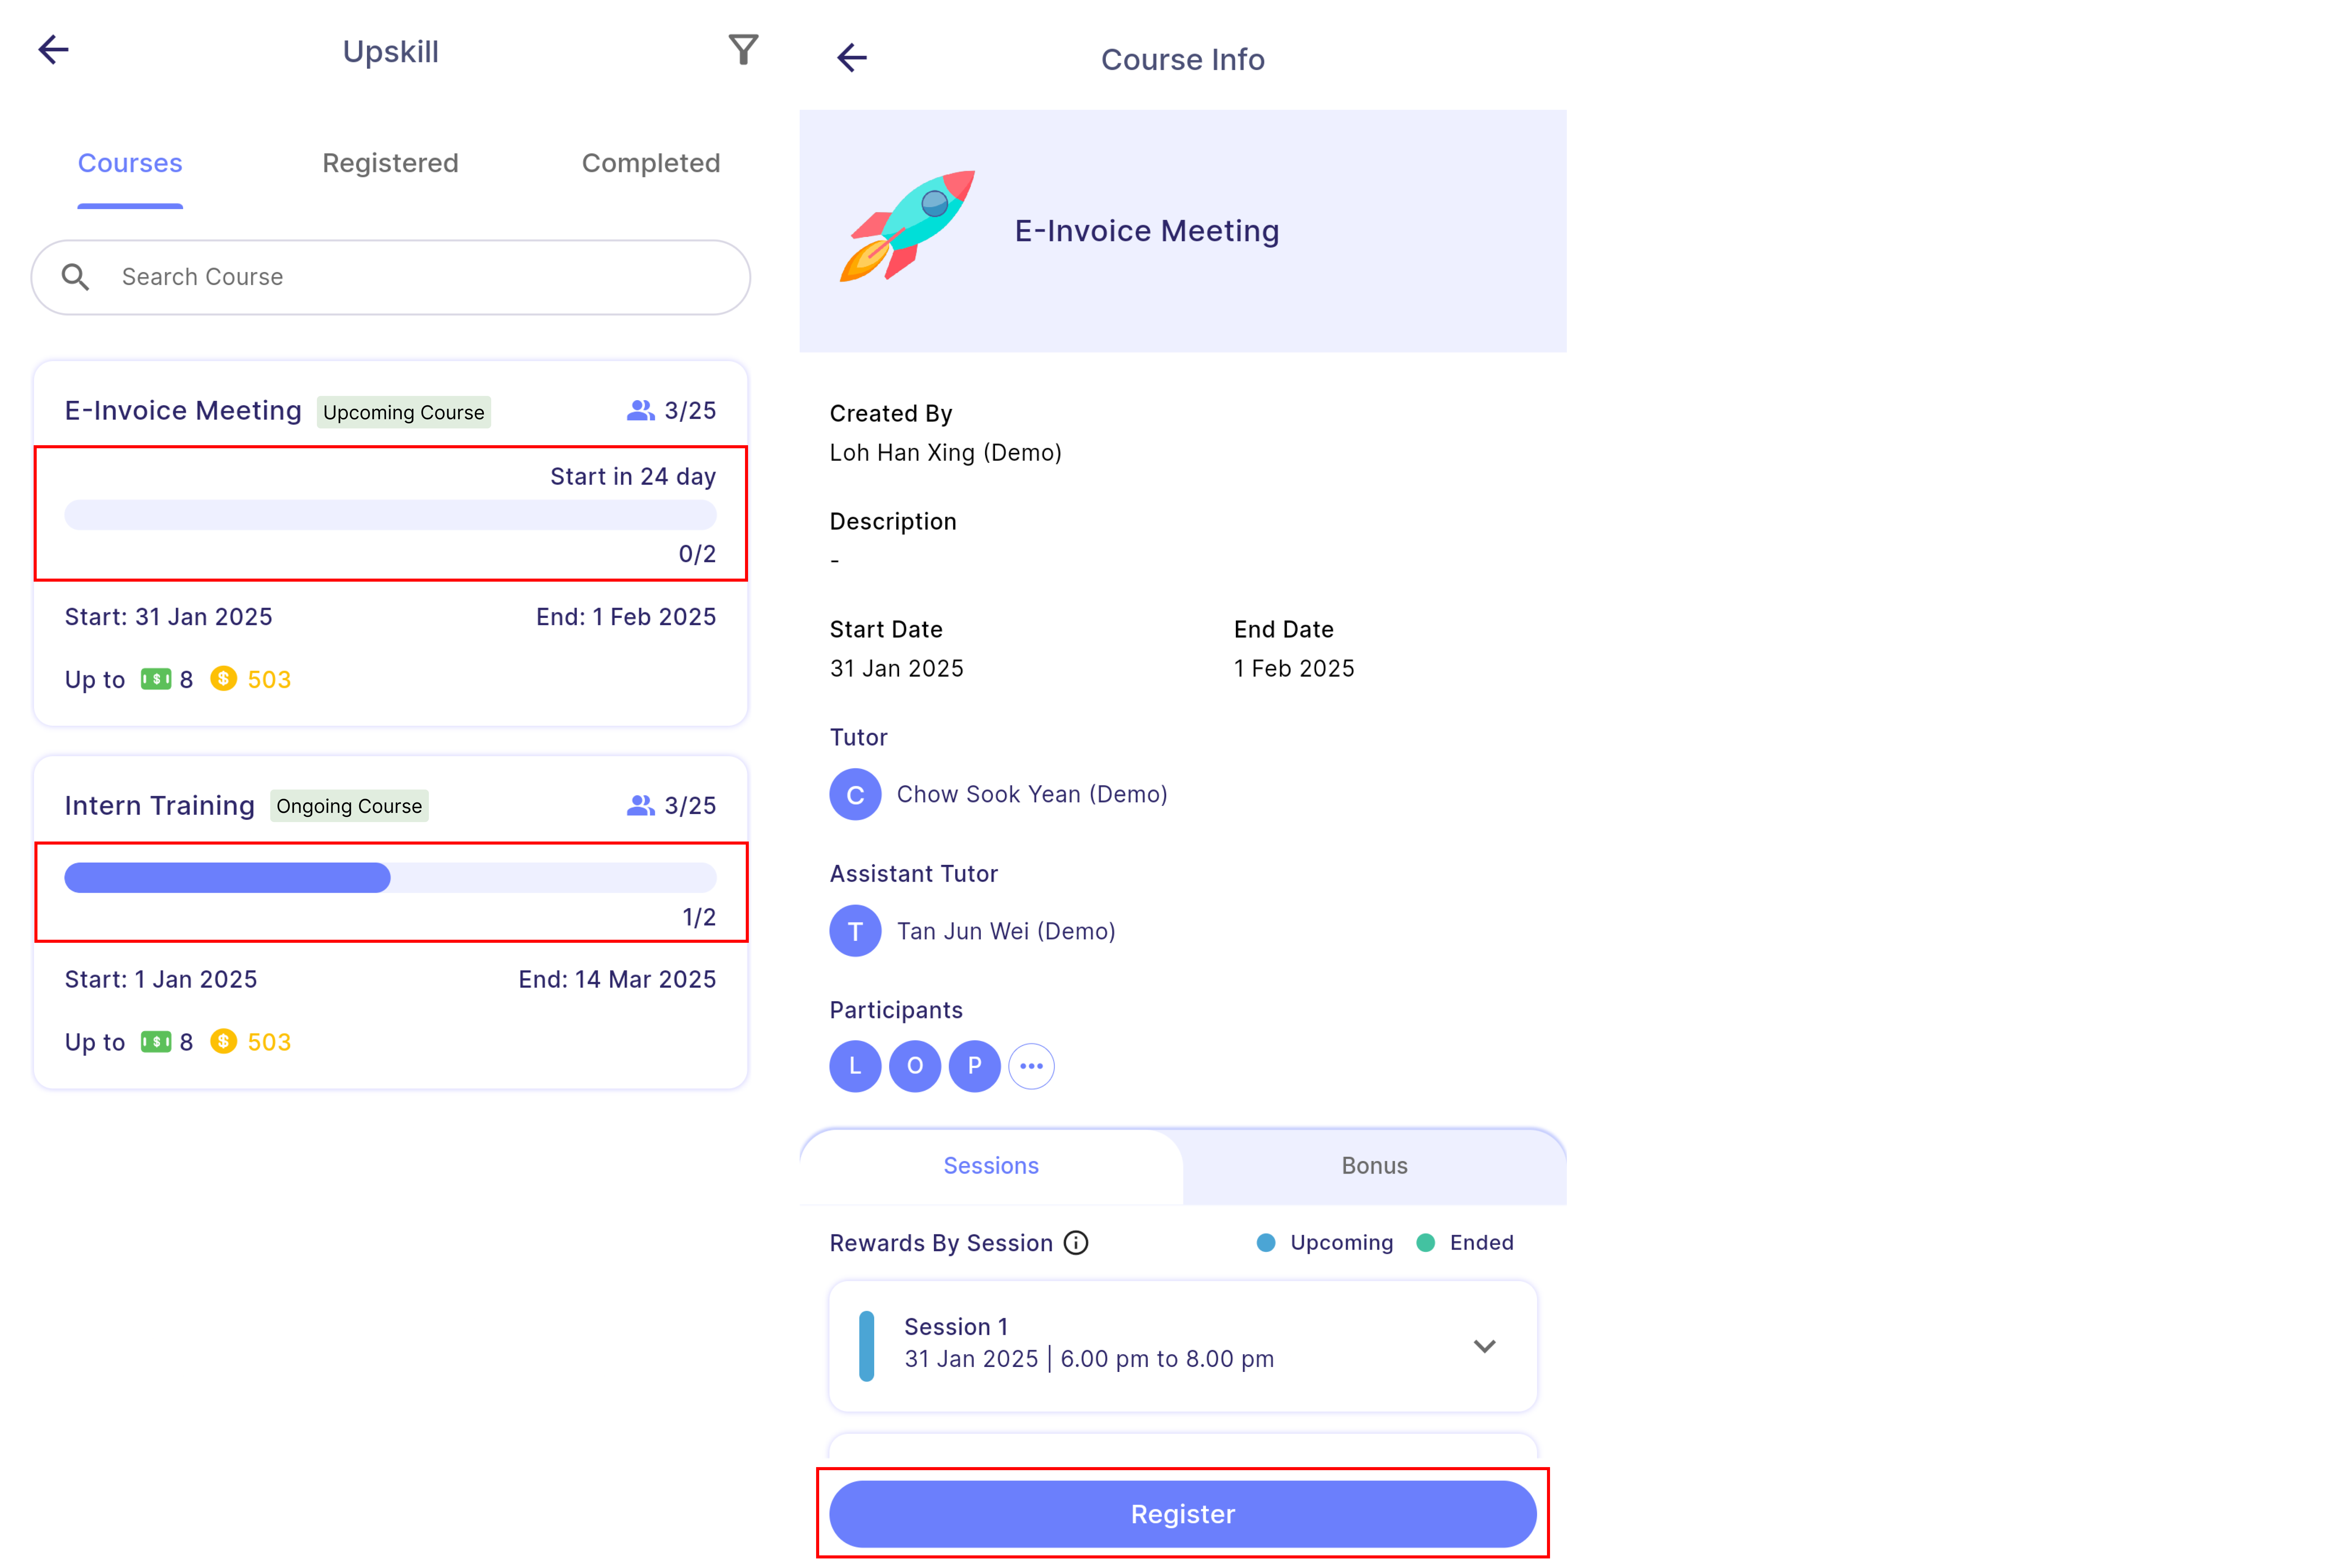 Upskill
Courses Registered Completed
Search Course
E-Invoice Meeting Upcoming Course 3/25
Start in 24 day
0/2
Start: 31 Jan 2025 End: 1 Feb 2025
Up to $ 8 $ 503
Intern Training Ongoing Course 3/25
1/2
Start: 1 Jan 2025 End: 14 Mar 2025
Up to $ 8 $ 503
Course Info
E-Invoice Meeting
Created By
Loh Han Xing (Demo)
Description
-
Start Date End Date
31 Jan 2025 1 Feb 2025
Tutor
C Chow Sook Yean (Demo)
Assistant Tutor
T Tan Jun Wei (Demo)
Participants
L O P ...
Sessions Bonus
Rewards By Session Upcoming Ended
Session 1
31 Jan 2025 | 6.00 pm to 8.00 pm
Register